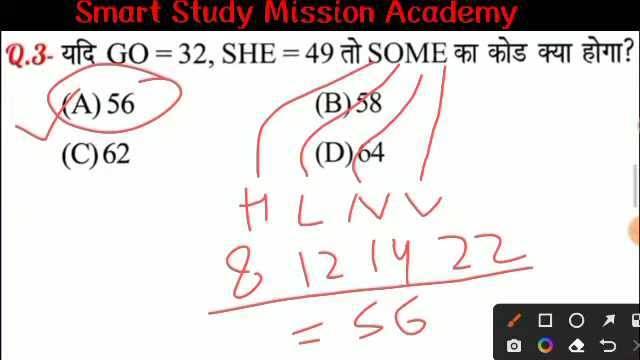 Smart Study Mission Academy
Q.3- यदि GO = 32, SHE = 49 तो SOME का कोड क्या होगा?
(A) 56 (B) 58
(C) 62 (D) 64
H L N V
8 12 14 22
= 56